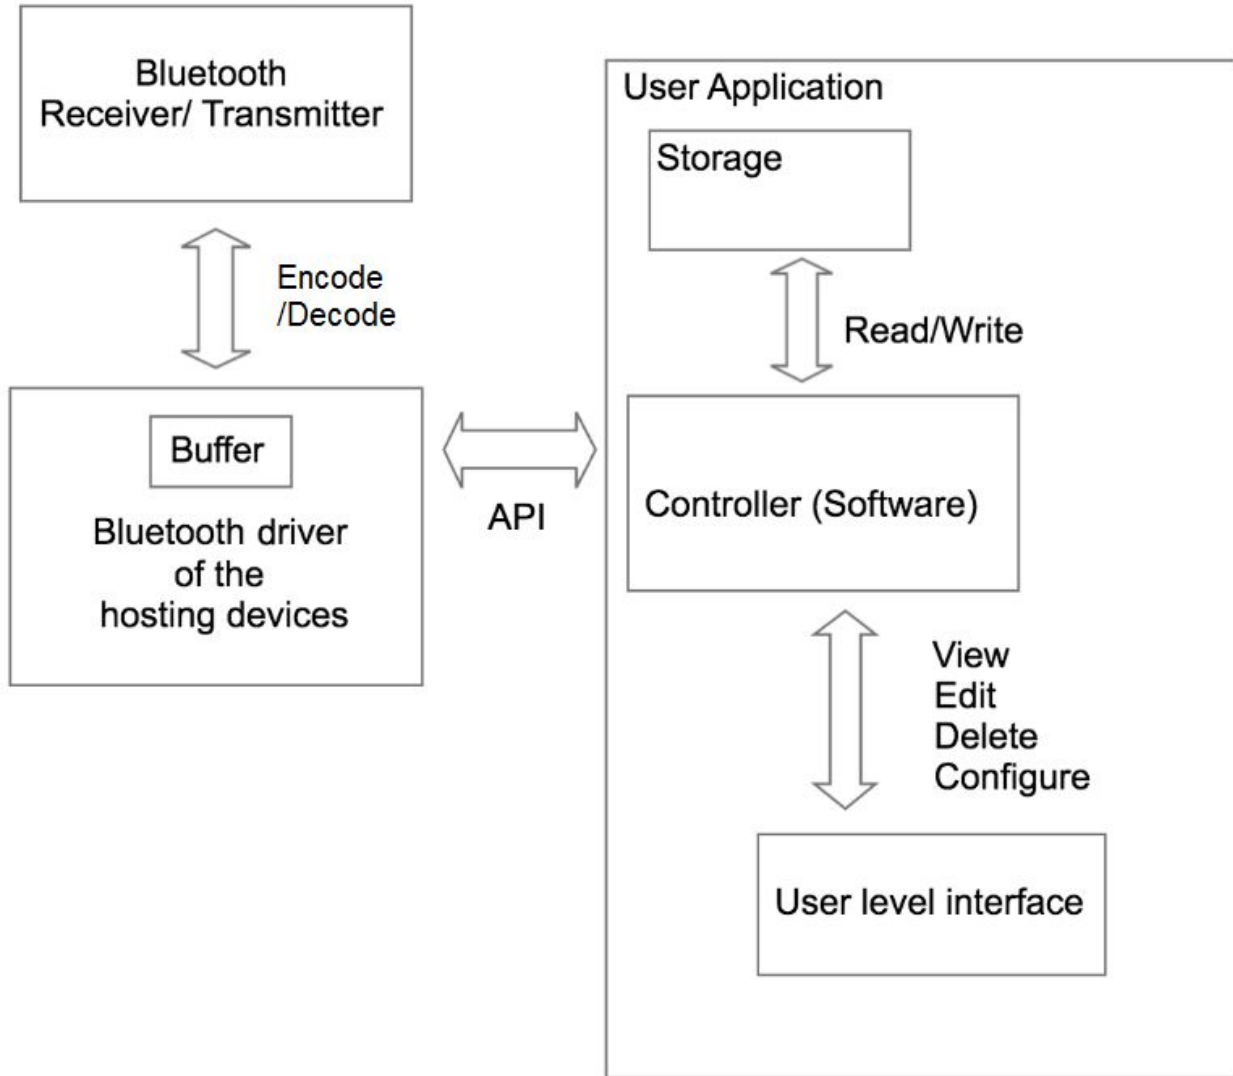 Bluetooth
Receiver/ Transmitter
Encode
/Decode
Buffer
Bluetooth driver
of the
hosting devices
API
User Application
Storage
Read/Write
Controller (Software)
View
Edit
Delete
Configure
User level interface